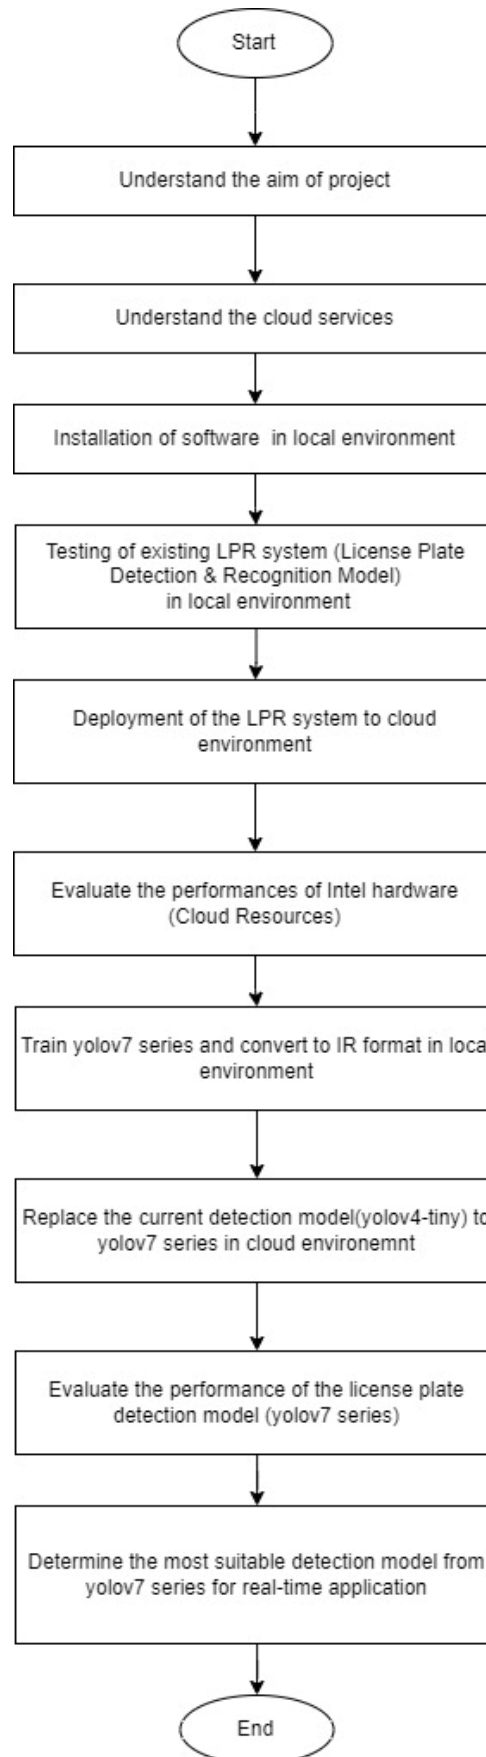 Start
Understand the aim of project
Understand the cloud services
Installation of software  in local environment
Testing of existing LPR system (License Plate
Detection & Recognition Model)
in local environment
Deployment of the LPR system to cloud
environment
Evaluate the performances of Intel hardware
(Cloud Resources)
Train yolov7 series and convert to IR format in loca
environment
Replace the current detection model(yolov4-tiny) to
yolov7 series in cloud environemnt
Evaluate the performance of the license plate
detection model (yolov7 series)
Determine the most suitable detection model from
yolov7 series for real-time application
End